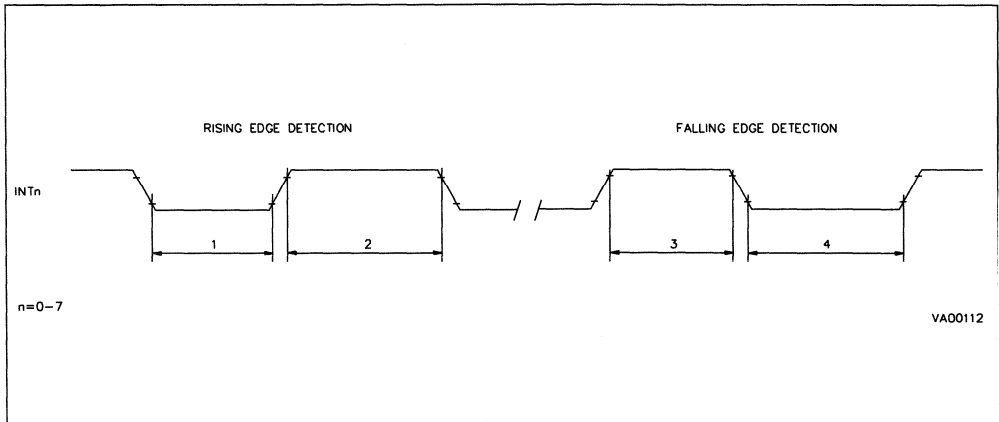 RISING EDGE DETECTION
FALLING EDGE DETECTION
INTn
1
2
3
4
n=0-7
VA00112